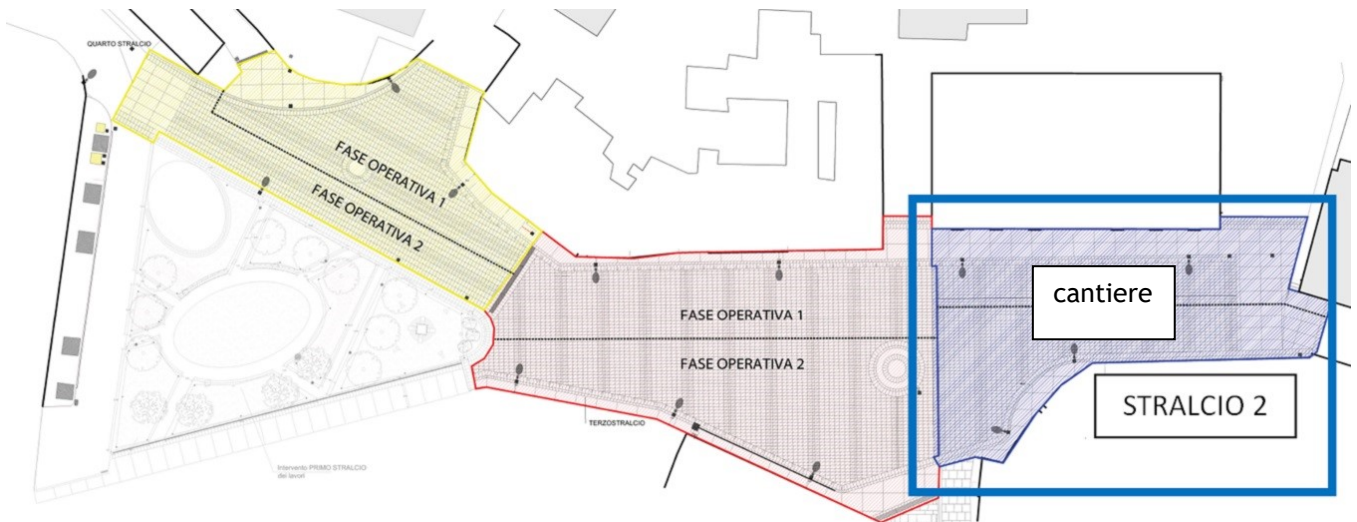 QUARTO STRALCIO
FASE OPERATIVA 1
FASE OPERATIVA 2
cantiere
FASE OPERATIVA 1
FASE OPERATIVA 2
STRALCIO 2
TERZOSTRALCIO
Intervento PRIMO STRALCIO
dei lavori